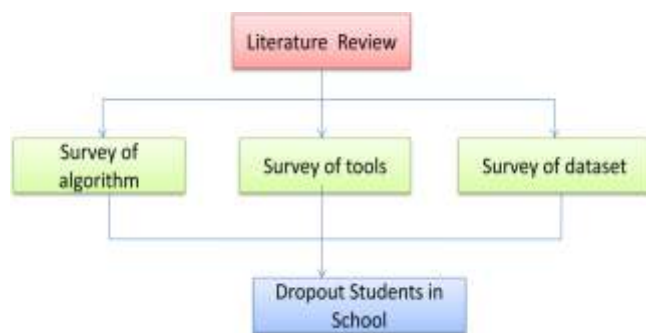 Literature Review
Survey of
algorithm
Survey of tools
Survey of dataset
Dropout Students in
School